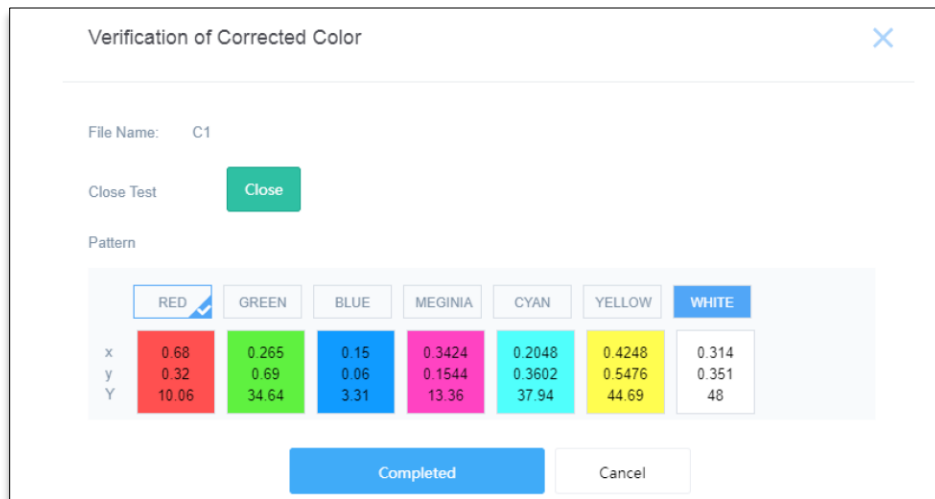 Verification of Corrected Color
File Name: C1
Close Test Close
Pattern
RED GREEN BLUE MEGINIA CYAN YELLOW WHITE
x 0.68 0.265 0.15 0.3424 0.2048 0.4248 0.314
y 0.32 0.69 0.06 0.1544 0.3602 0.5476 0.351
Y 10.06 34.64 3.31 13.36 37.94 44.69 48
Completed Cancel